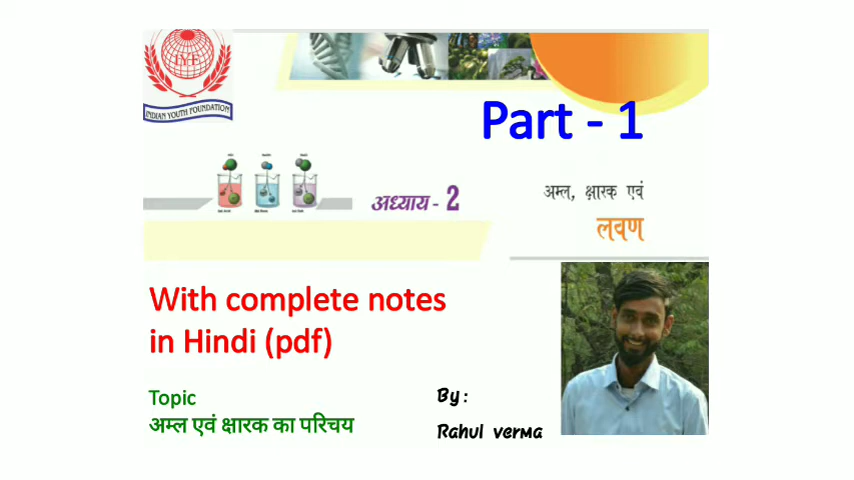 IYF
INDIAN YOUTH FOUNDATION
Part - 1
अध्याय - 2
अम्ल, क्षारक एवं
लवण
With complete notes
in Hindi (pdf)
Topic
अम्ल एवं क्षारक का परिचय
By :
Rahul verma